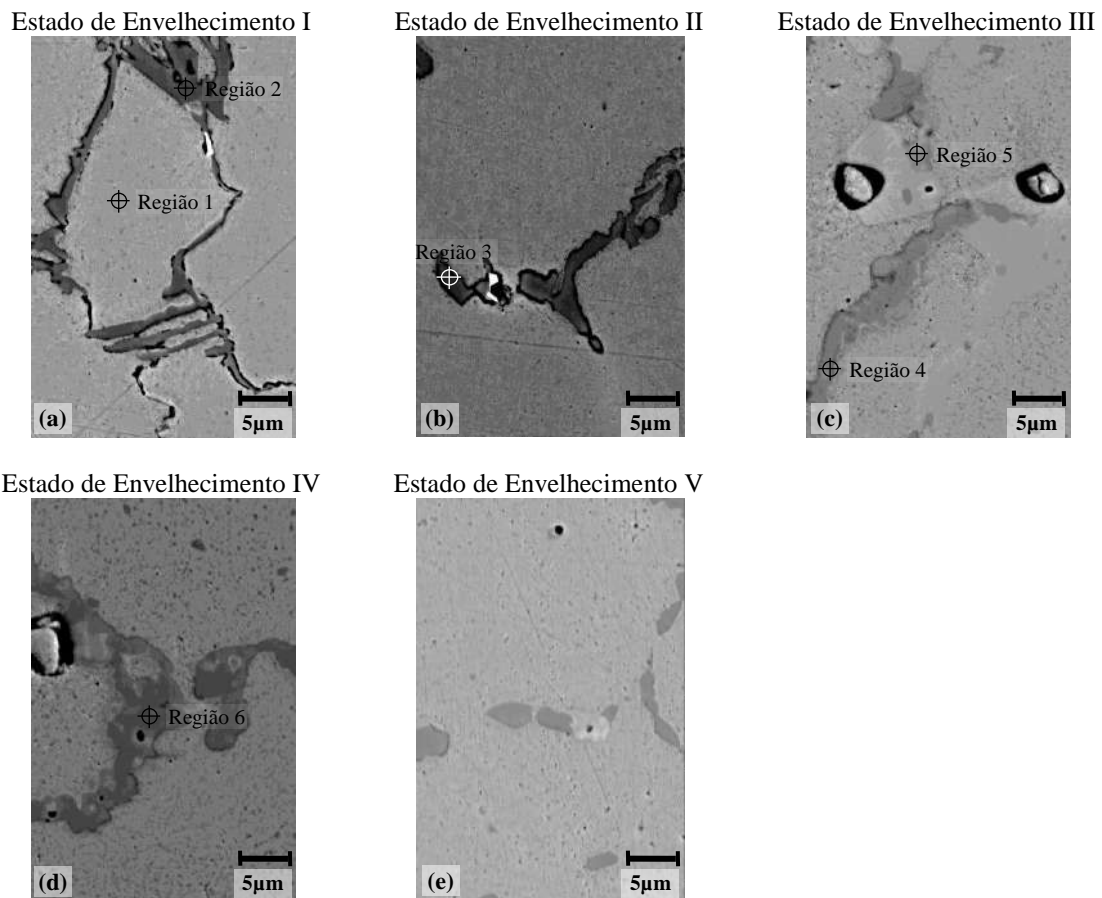 Estado de Envelhecimento I
Estado de Envelhecimento II
Estado de Envelhecimento III
Região 2
Região 1
(a)
5µm
Região 3
(b)
5µm
Região 5
Região 4
(c)
5µm
Estado de Envelhecimento IV
Estado de Envelhecimento V
Região 6
(d)
5µm
(e)
5µm